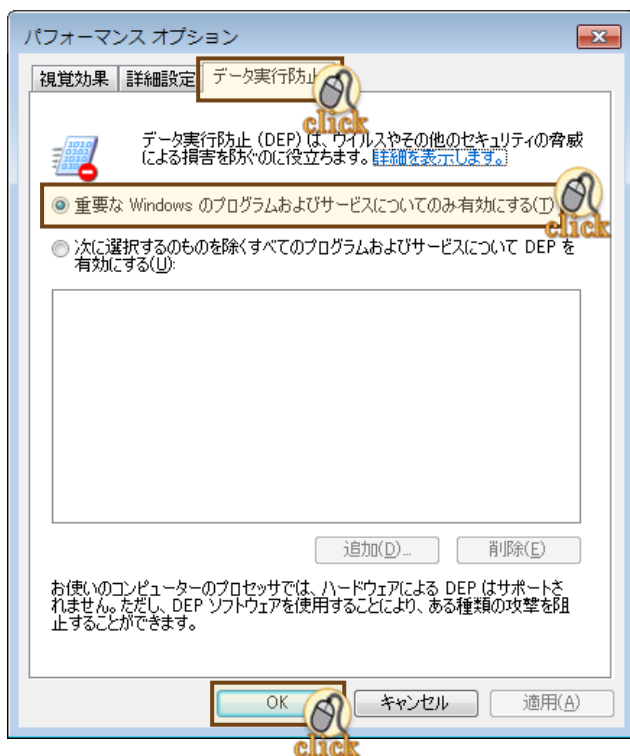 パフォーマンス オプション
視覚効果 詳細設定 データ実行防止
click
データ実行防止 (DEP) は、ウイルスやその他のセキュリティの脅威
による損害を防ぐのに役立ちます。詳細を表示します。
重要な Windows のプログラムおよびサービスについてのみ有効にする(T)
click
次に選択するのものを除くすべてのプログラムおよびサービスについて DEP を
有効にする(U):
追加(D)... 削除(E)
お使いのコンピューターのプロセッサでは、ハードウェアによる DEP はサポートさ
れません。ただし、DEP ソフトウェアを使用することにより、ある種類の攻撃を阻
止することができます。
OK キャンセル 適用(A)
click